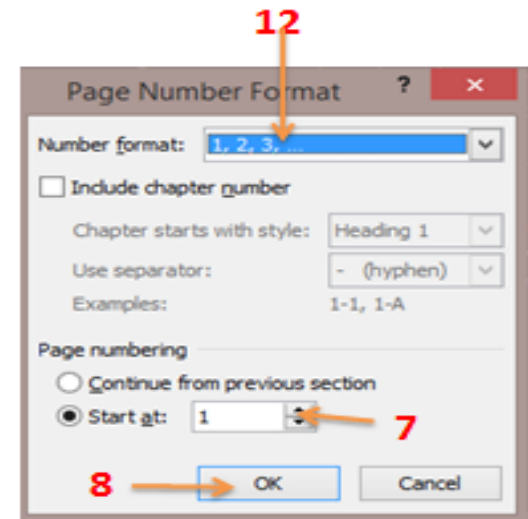 12
Page Number Format ? ×
Number format: 1, 2, 3, ...
Include chapter number
Chapter starts with style: Heading 1
Use separator: - (hyphen)
Examples: 1-1, 1-A
Page numbering
Continue from previous section
Start at: 1 7
8 OK Cancel